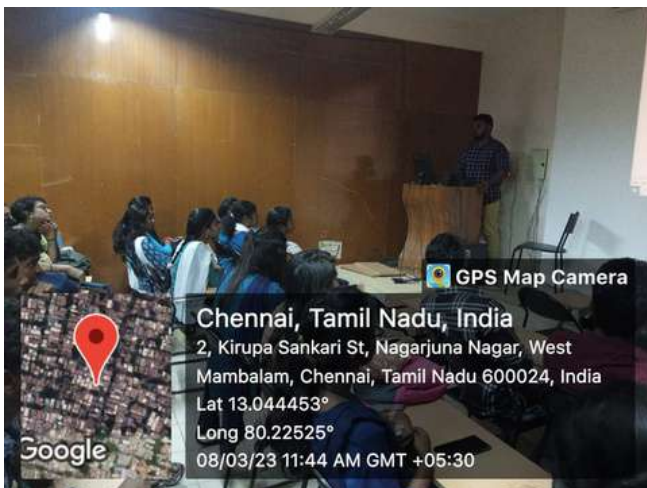 GPS Map Camera
Chennai, Tamil Nadu, India
2, Kirupa Sankari St, Nagarjuna Nagar, West
Mambalam, Chennai, Tamil Nadu 600024, India
Lat 13.044453°
Long 80.22525°
08/03/23 11:44 AM GMT +05:30
Google